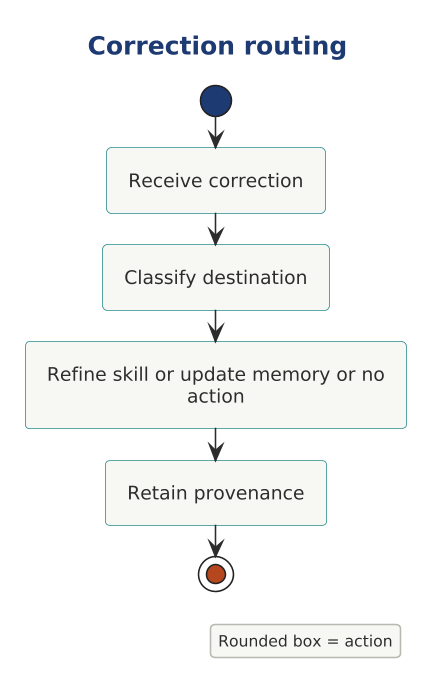 Correction routing
Receive correction
Classify destination
Refine skill or update memory or no
action
Retain provenance
Rounded box = action